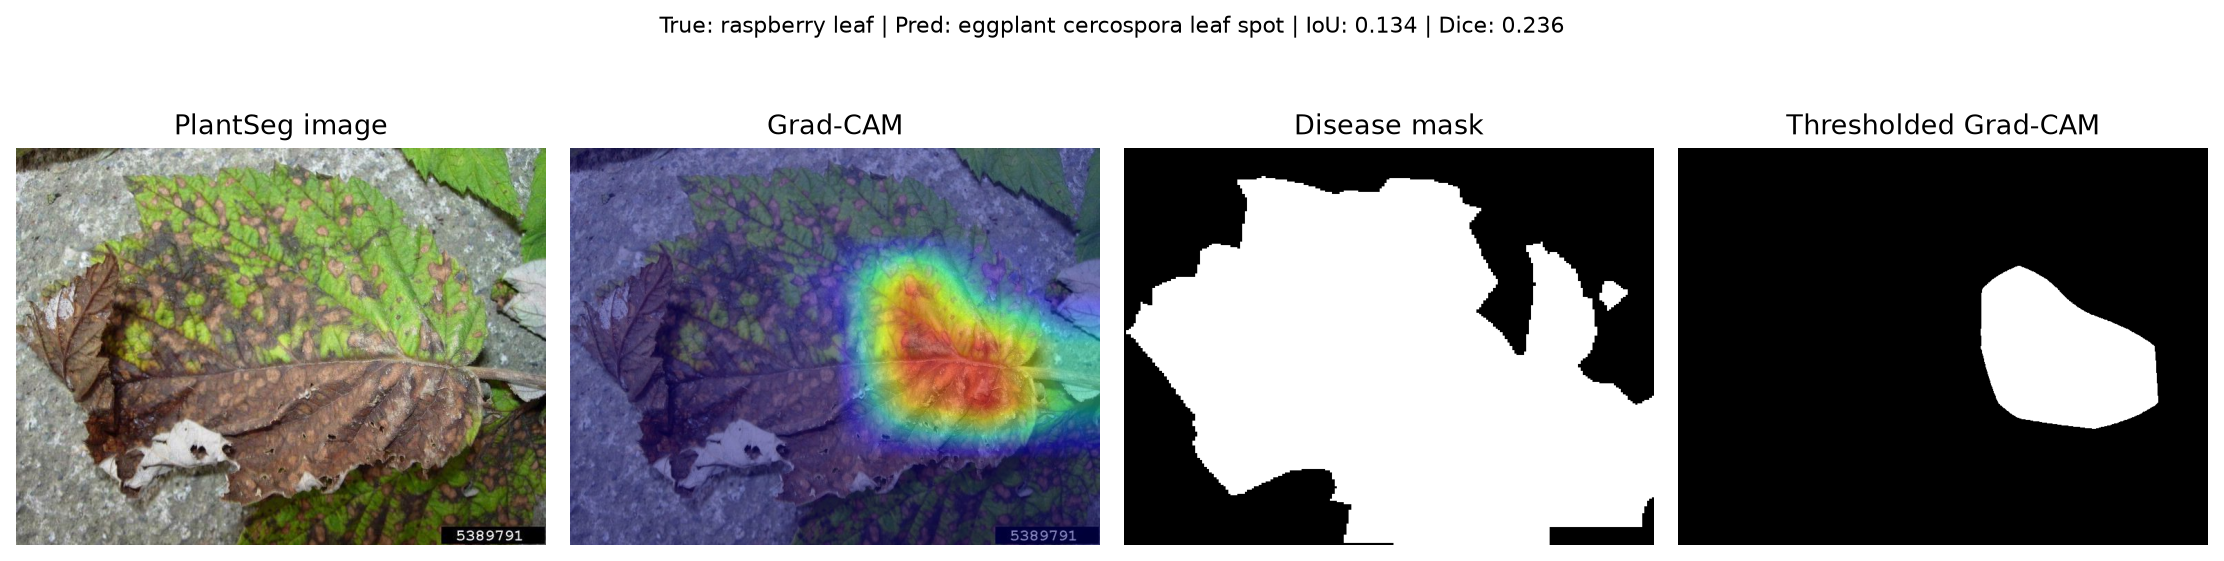 True: raspberry leaf | Pred: eggplant cercospora leaf spot | IoU: 0.134 | Dice: 0.236
PlantSeg image
Grad-CAM
Disease mask
Thresholded Grad-CAM
5389791
5389791